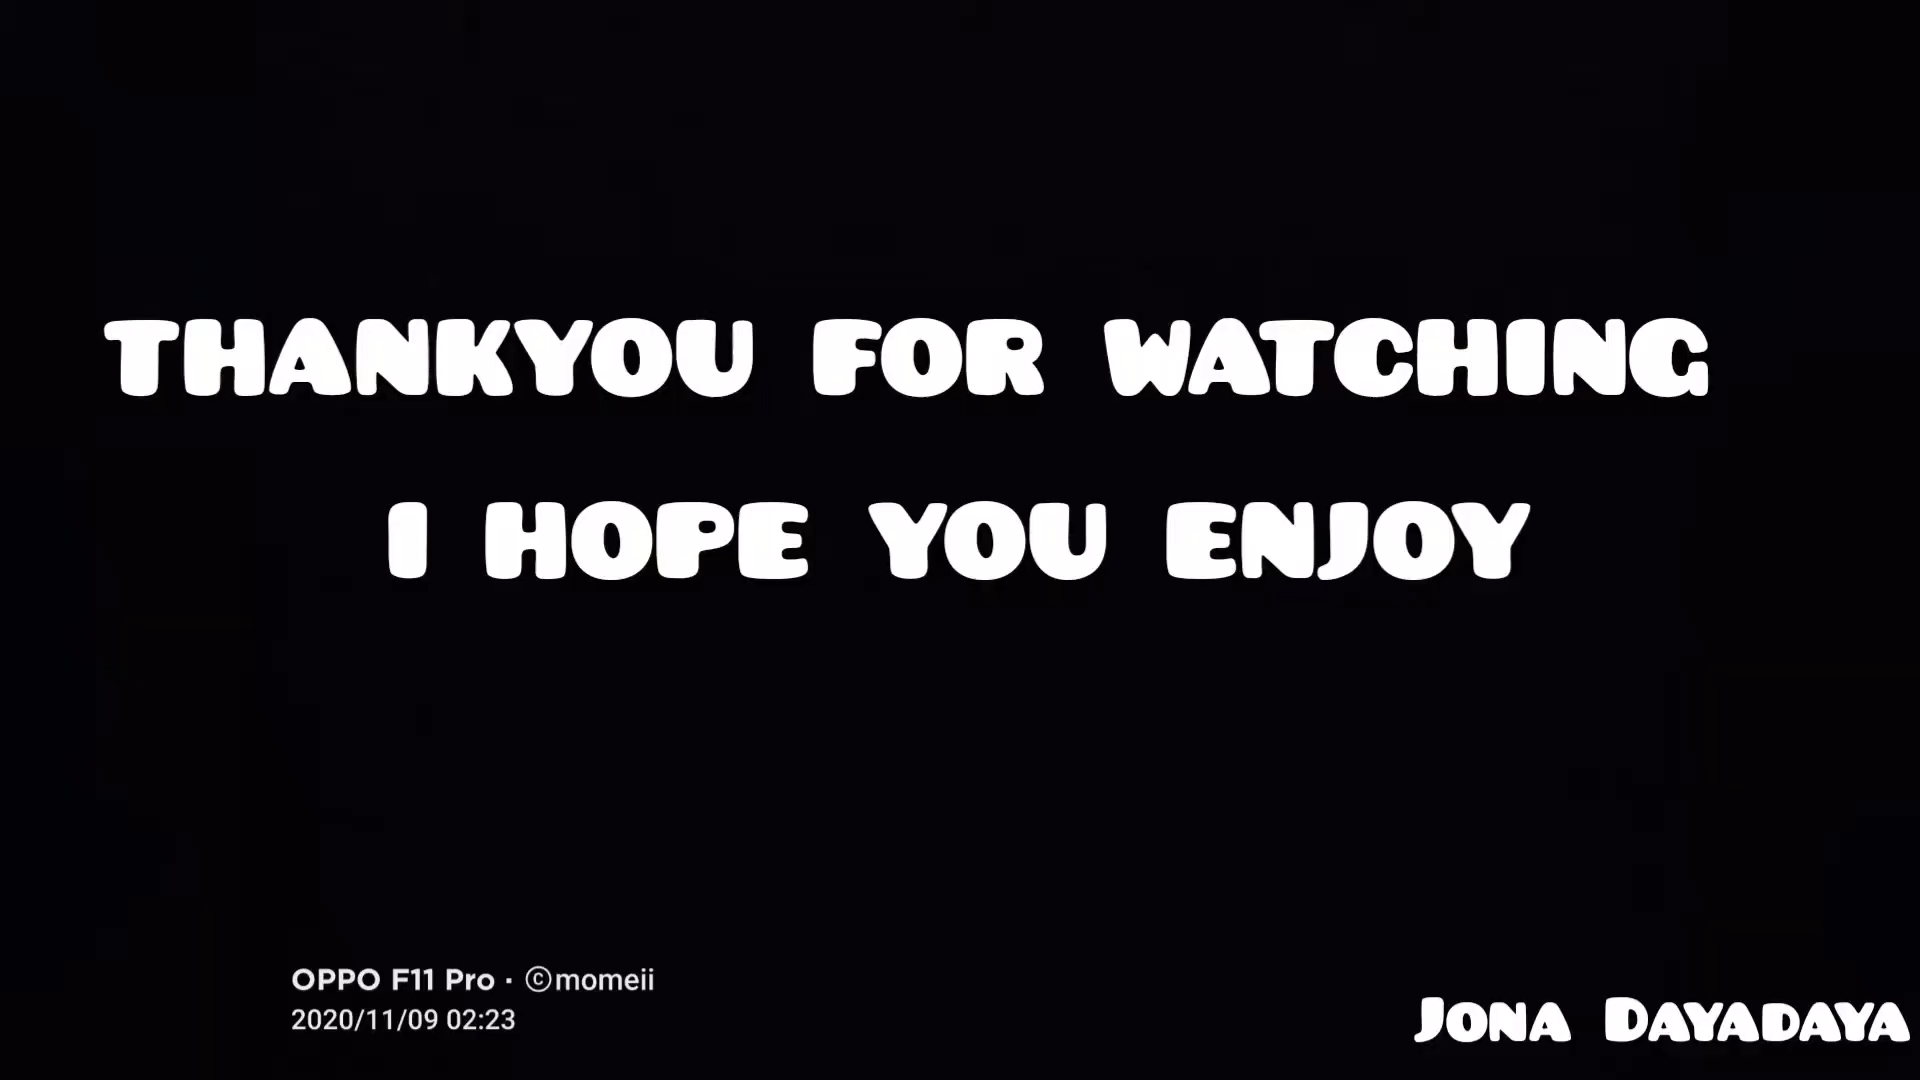 THANKYOU FOR WATCHING
I HOPE YOU ENJOY
OPPO F11 Pro · ©momeii
2020/11/09 02:23
JONA DAYADAYA